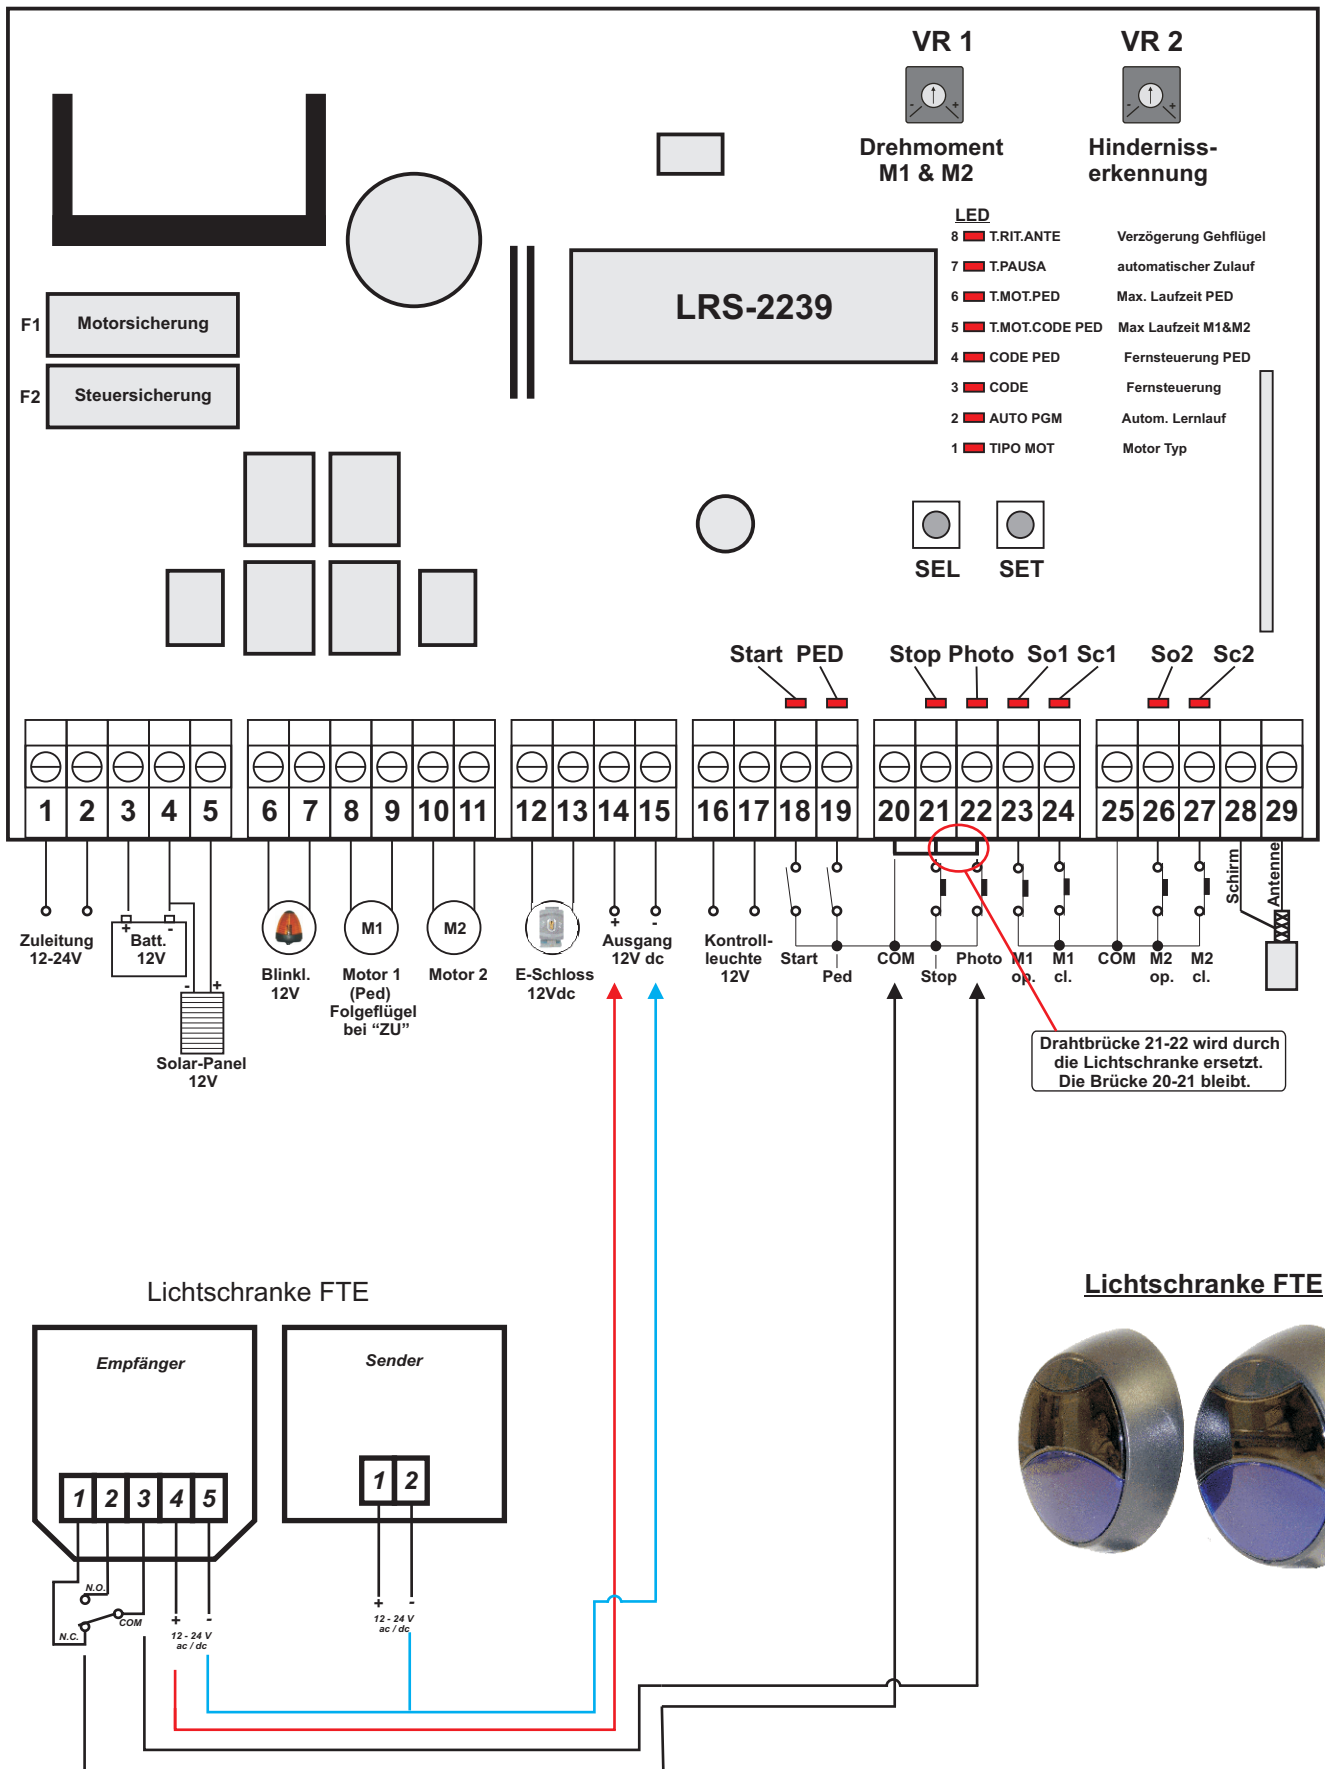 VR 1
VR 2
Drehmoment
M1 & M2
Hinderniss-
erkennung
LED
8 T.RIT.ANTE Verzögerung Gehflügel
7 T.PAUSA automatischer Zulauf
6 T.MOT.PED Max. Laufzeit PED
5 T.MOT.CODE PED Max Laufzeit M1&M2
4 CODE PED Fernsteuerung PED
3 CODE Fernsteuerung
2 AUTO PGM Autom. Lernlauf
1 TIPO MOT Motor Typ
LRS-2239
F1 Motorsicherung
F2 Steuersicherung
SEL SET
Start PED Stop Photo So1 Sc1 So2 Sc2
1 2 3 4 5 6 7 8 9 10 11 12 13 14 15 16 17 18 19 20 21 22 23 24 25 26 27 28 29
Zuleitung
12-24V
+ -
Batt.
12V
- +
Solar-Panel
12V
Blinkl.
12V
M1
Motor 1
(Ped)
Folgeflügel
bei “ZU”
M2
Motor 2
E-Schloss
12Vdc
+ -
Ausgang
12V dc
Kontroll-
leuchte
12V
Start
Ped
COM
Stop
Photo
M1
op.
M1
cl.
COM
M2
op.
M2
cl.
Schirm
Antenne
Drahtbrücke 21-22 wird durch
die Lichtschranke ersetzt.
Die Brücke 20-21 bleibt.
Lichtschranke FTE
Lichtschranke FTE
Empfänger
Sender
1 2 3 4 5
1 2
N.O.
N.C.
COM
+ -
12 - 24 V
ac / dc
+ -
12 - 24 V
ac / dc